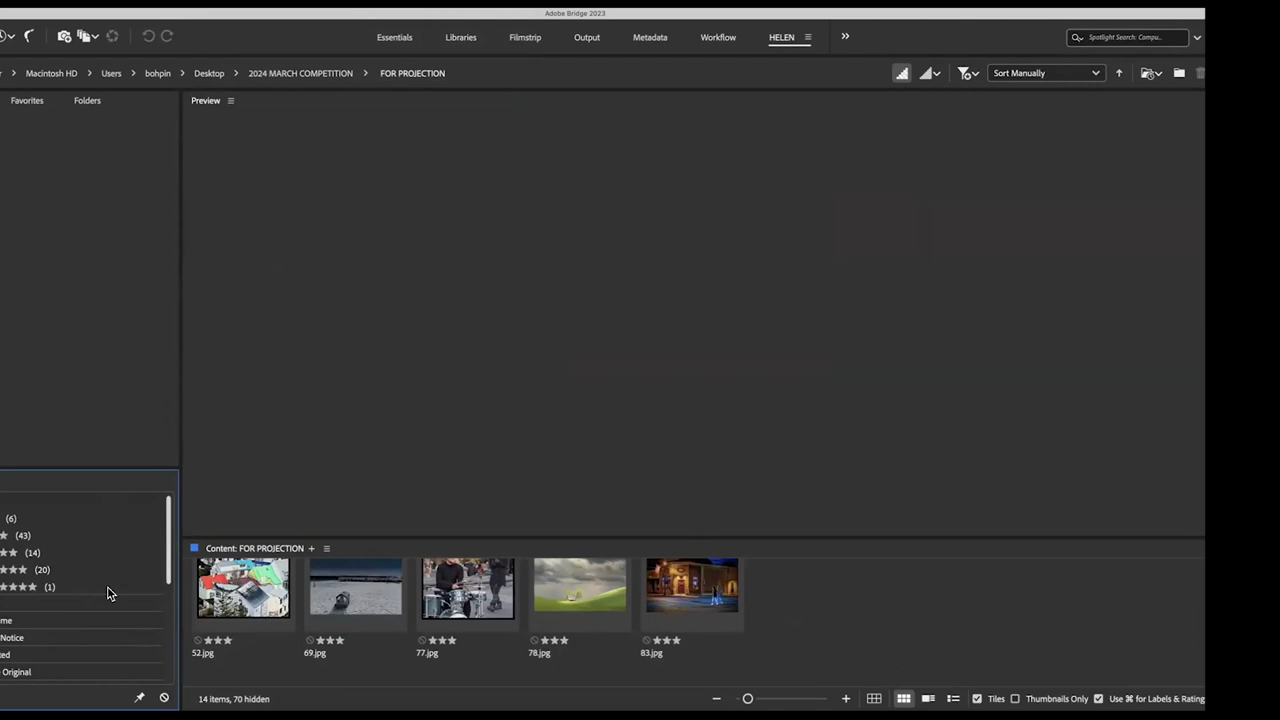 Adobe Bridge 2023
Essentials Libraries Filmstrip Output Metadata Workflow HELEN
Spotlight Search: Compu...
Macintosh HD > Users > bohpin > Desktop > 2024 MARCH COMPETITION > FOR PROJECTION
Sort Manually
Favorites Folders
Preview
(6)
(43)
(14)
(20)
(1)
me
Notice
ed
Original
Content: FOR PROJECTION
52.jpg 69.jpg 77.jpg 78.jpg 83.jpg
14 items, 70 hidden
Tiles Thumbnails Only Use ⌘ for Labels & Rating